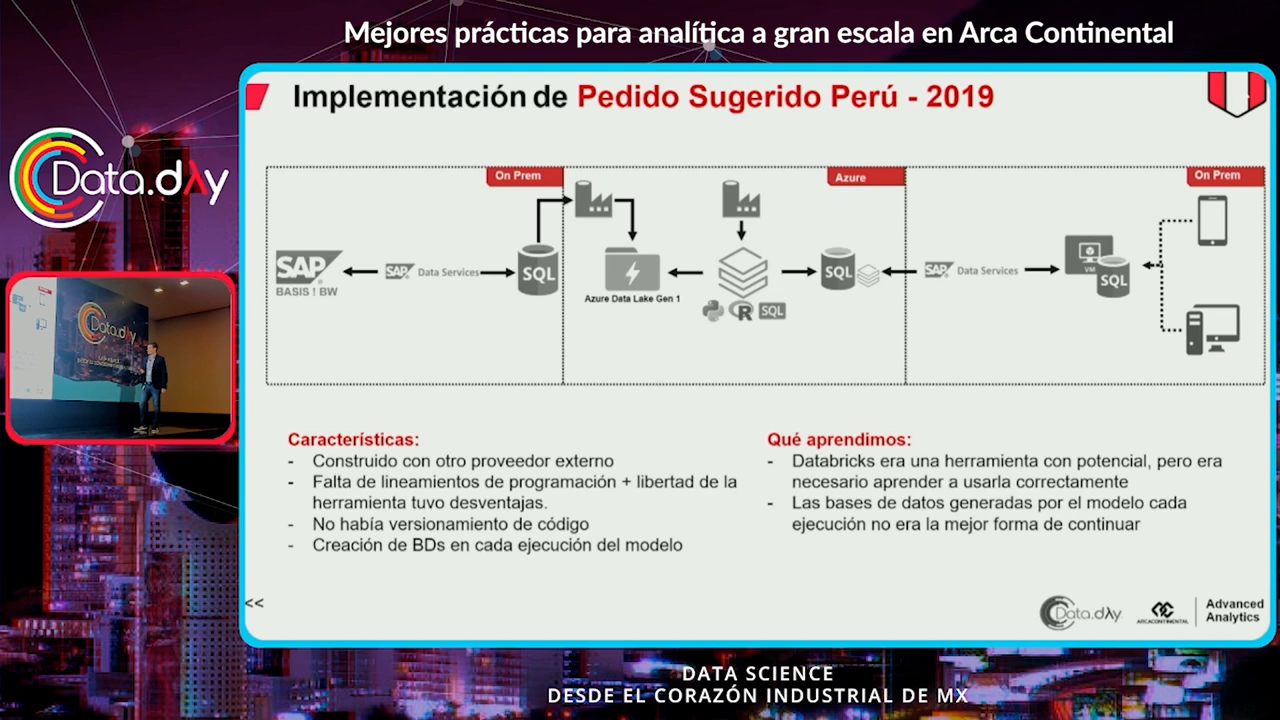 Mejores prácticas para analítica a gran escala en Arca Continental
Data.dλy
Implementación de Pedido Sugerido Perú - 2019
On Prem
Azure
On Prem
SAP
BASIS ! BW
SAP Data Services
SQL
Azure Data Lake Gen 1
R SQL
SQL
SAP Data Services
VM
SQL
Características:
- Construido con otro proveedor externo
- Falta de lineamientos de programación + libertad de la
herramienta tuvo desventajas.
- No había versionamiento de código
- Creación de BDs en cada ejecución del modelo
Qué aprendimos:
- Databricks era una herramienta con potencial, pero era
necesario aprender a usarla correctamente
- Las bases de datos generadas por el modelo cada
ejecución no era la mejor forma de continuar
<<
Data.dλy
ARCACONTINENTAL
Advanced
Analytics
Data.dλy
DATA SCIENCE
DESDE EL CORAZÓN INDUSTRIAL DE MX